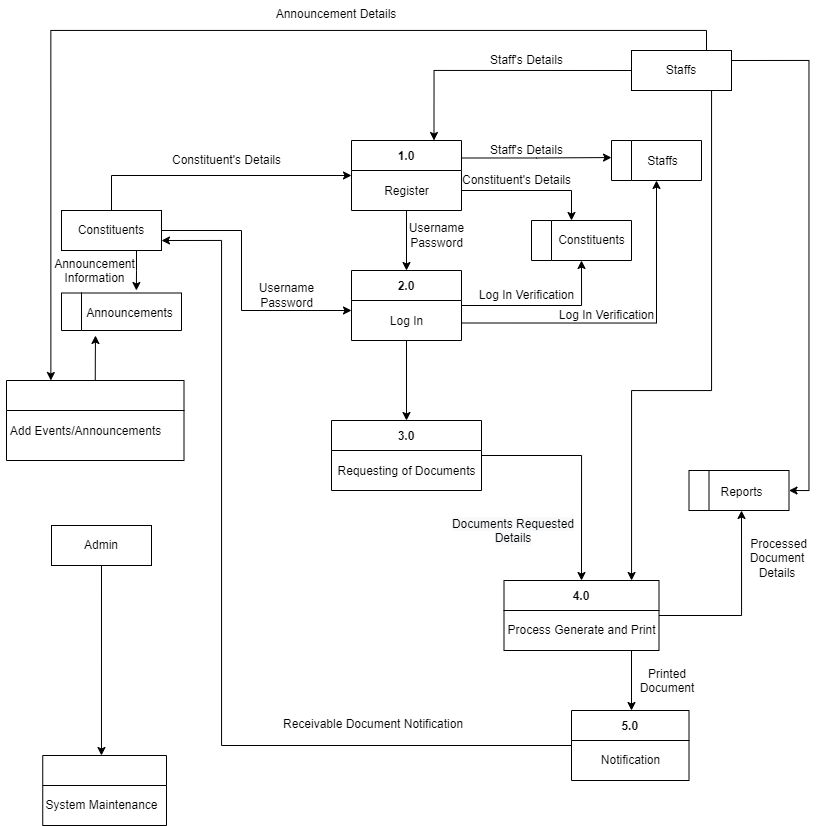 Announcement Details
Staff's Details
Staffs
1.0
Register
Constituent's Details
Staff's Details
Staffs
Constituent's Details
Constituents
Constituents
Username
Password
Announcement
Information
Announcements
Username
Password
2.0
Log In
Log In Verification
Log In Verification
Add Events/Announcements
3.0
Requesting of Documents
Reports
Documents Requested
Details
Admin
Processed
Document
Details
4.0
Process Generate and Print
Printed
Document
Receivable Document Notification
5.0
Notification
System Maintenance